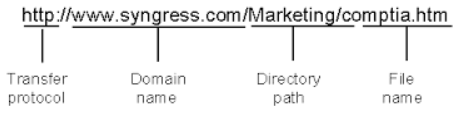 http://www.syngress.com/Marketing/comptia.htm
Transfer Domain Directory File
protocol name path name